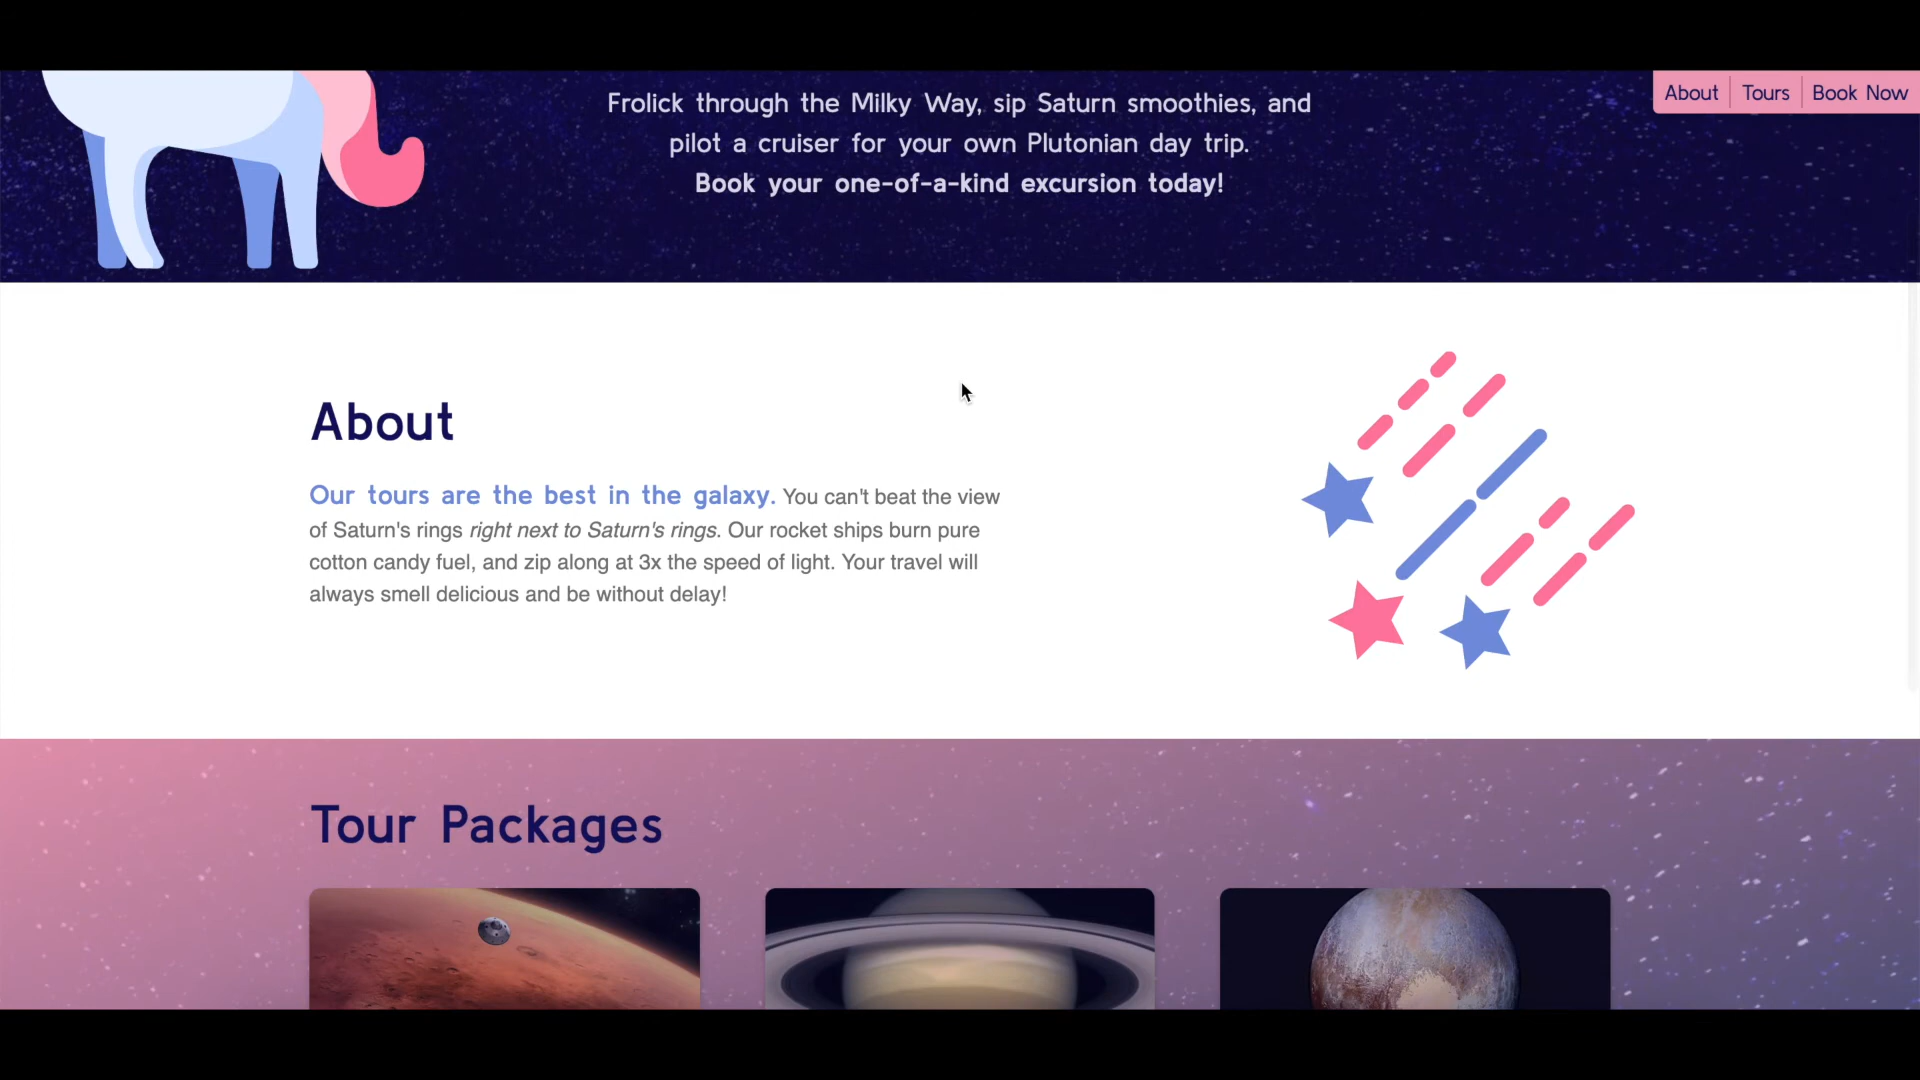 Frolick through the Milky Way, sip Saturn smoothies, and
pilot a cruiser for your own Plutonian day trip.
Book your one-of-a-kind excursion today!
About
Tours
Book Now
About
Our tours are the best in the galaxy. You can't beat the view
of Saturn's rings right next to Saturn's rings. Our rocket ships burn pure
cotton candy fuel, and zip along at 3x the speed of light. Your travel will
always smell delicious and be without delay!
Tour Packages